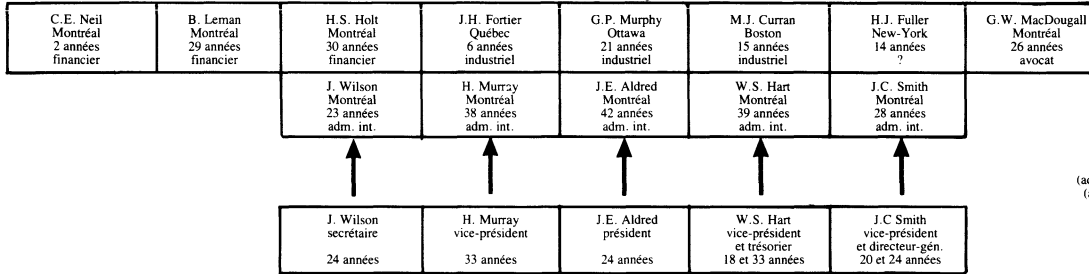 C.E. Neil
Montréal
2 années
financier
B. Leman
Montréal
29 années
financier
H.S. Holt
Montréal
30 années
financier
J.H. Fortier
Québec
6 années
industriel
G.P. Murphy
Ottawa
21 années
industriel
M.J. Curran
Boston
15 années
industriel
H.J. Fuller
New-York
14 années
?
G.W. MacDougall
Montréal
26 années
avocat
J. Wilson
Montréal
23 années
adm. int.
H. Murray
Montréal
38 années
adm. int.
J.E. Aldred
Montréal
42 années
adm. int.
W.S. Hart
Montréal
39 années
adm. int.
J.C. Smith
Montréal
28 années
adm. int.
J. Wilson
secrétaire
24 années
H. Murray
vice-président
33 années
J.E. Aldred
président
24 années
W.S. Hart
vice-président
et trésorier
18 et 33 années
J.C Smith
vice-président
et directeur-gén.
20 et 24 années